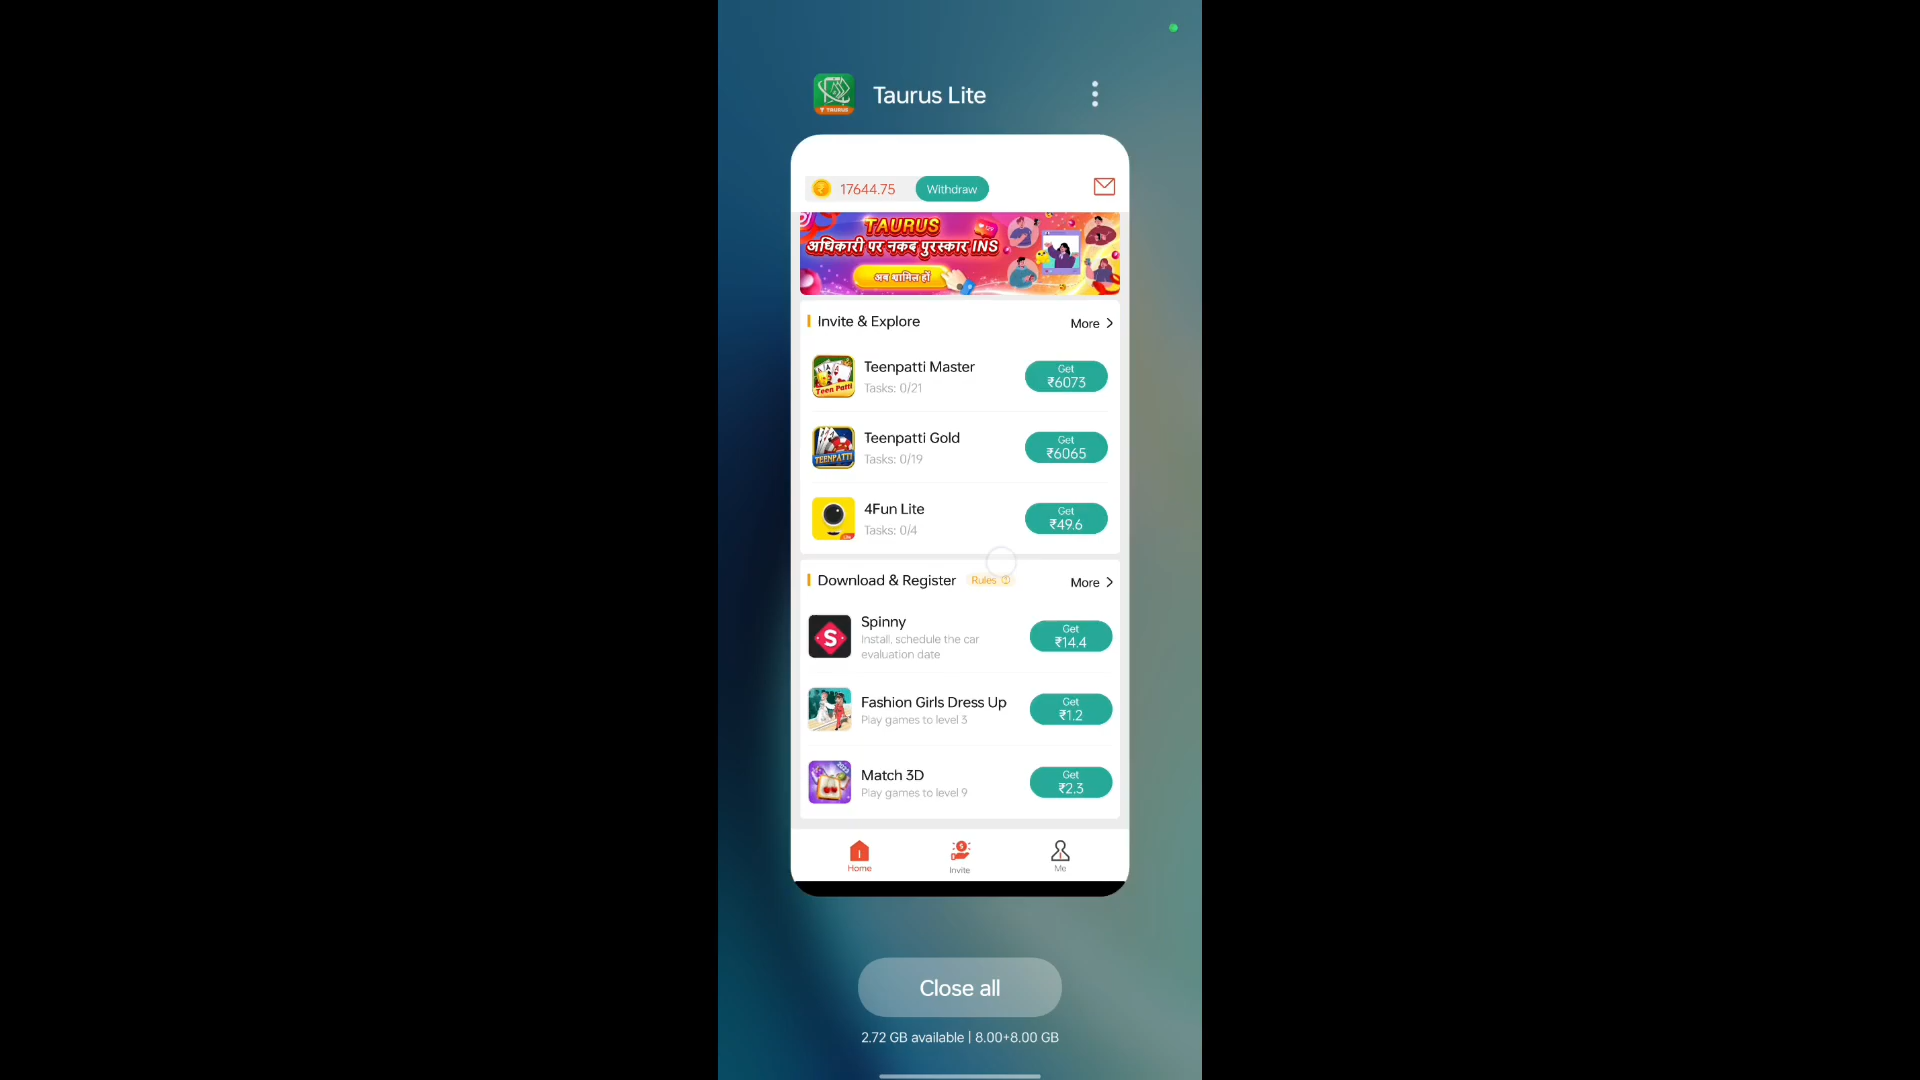 TAURUS
Taurus Lite
17644.75
Withdraw
TAURUS
अधिकारी पर नकद पुरस्कार INS
अब शामिल हों
Invite & Explore
More
Teen Patti
Teenpatti Master
Tasks: 0/21
Get
₹6073
TEENPATTI
Teenpatti Gold
Tasks: 0/19
Get
₹6065
4Fun Lite
Tasks: 0/4
Get
₹49.6
Download & Register
Rules
More
S
Spinny
Install, schedule the car
evaluation date
Get
₹14.4
Fashion Girls Dress Up
Play games to level 3
Get
₹1.2
Match 3D
Play games to level 9
Get
₹2.3
Home
Invite
Me
Close all
2.72 GB available | 8.00+8.00 GB